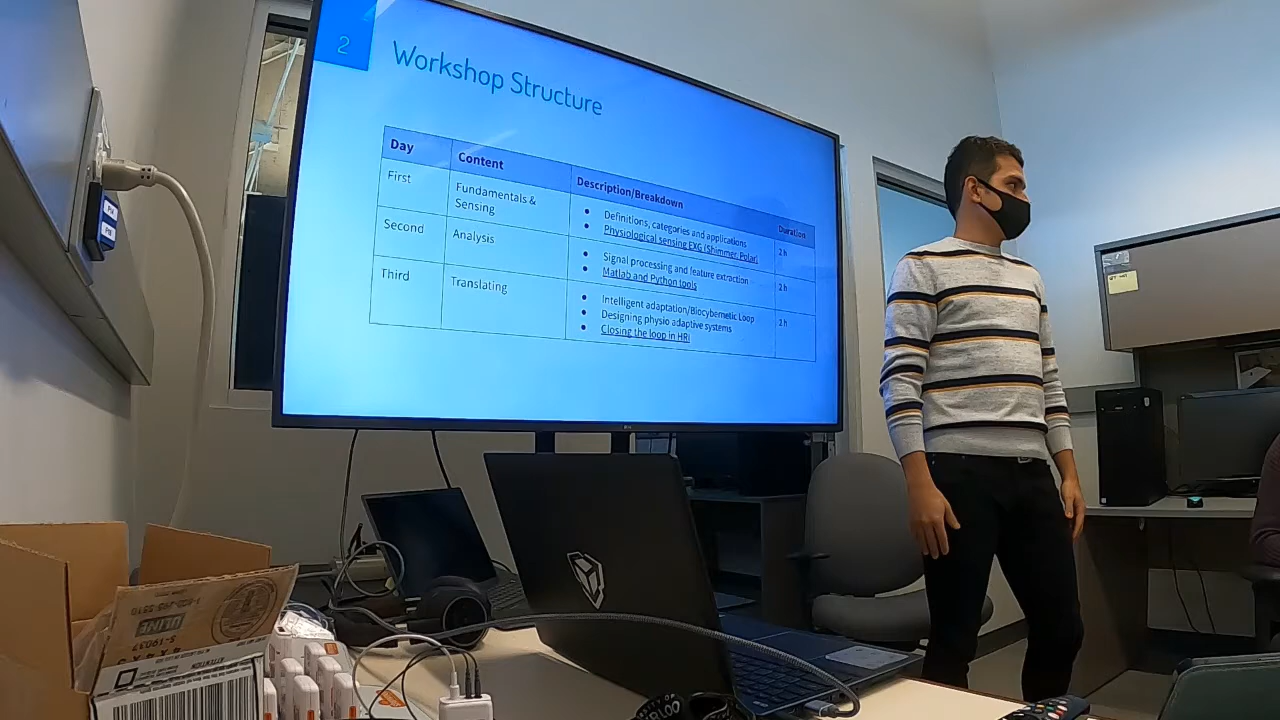 2
Workshop Structure
Day Content Description/Breakdown Duration
First Fundamentals & Sensing
Definitions, categories and applications
Physiological sensing EXG (Shimmer, Polar)
2 h
Second Analysis
Signal processing and feature extraction
Matlab and Python tools
2 h
Third Translating
Intelligent adaptation/Biocybernetic Loop
Designing physio adaptive systems
Closing the loop in HRI
2 h
ULINE
S-19037
ATTENTION